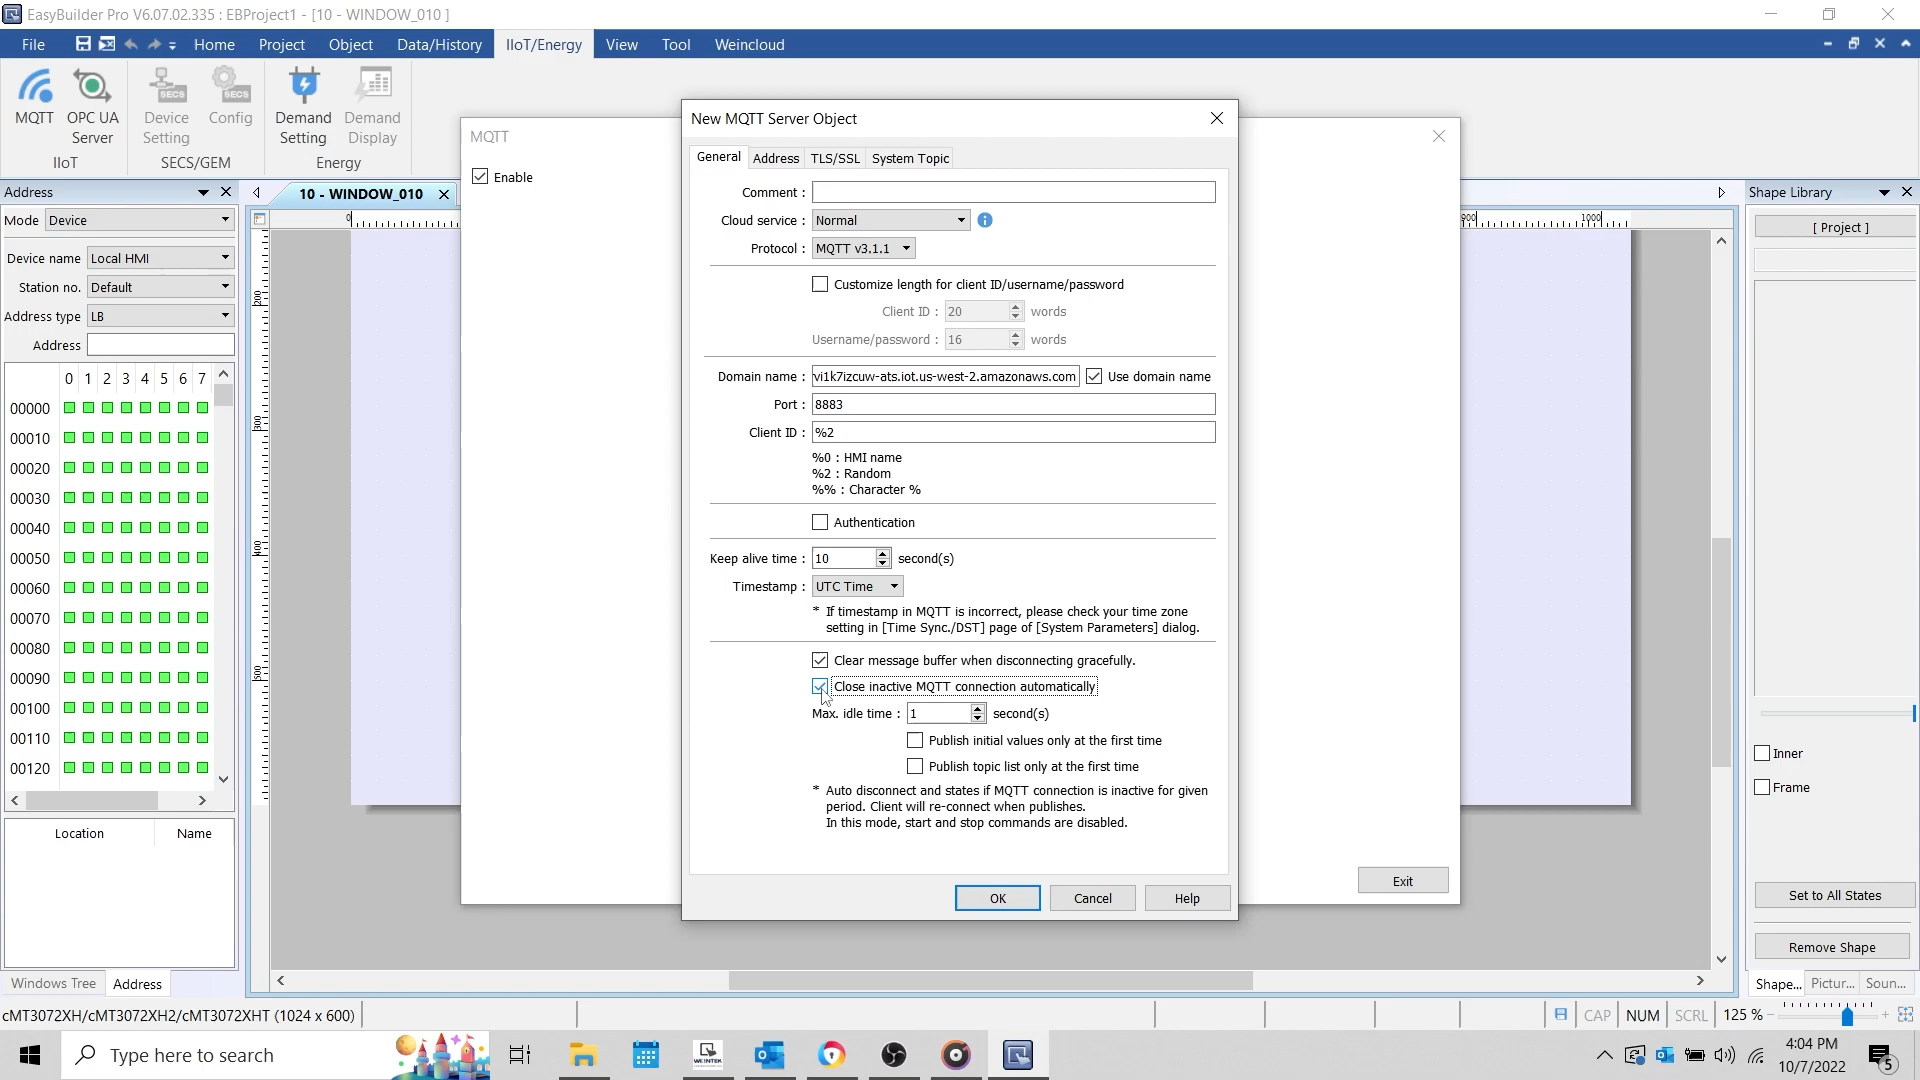 EasyBuilder Pro V6.07.02.335 : EBProject1 - [10 - WINDOW_010 ]
File Home Project Object Data/History IIoT/Energy View Tool Weincloud
MQTT OPC UA Server Device Setting Config Demand Setting Demand Display
SECS SECS
IIoT SECS/GEM Energy
Address
Mode Device
Device name Local HMI
Station no. Default
Address type LB
Address
0 1 2 3 4 5 6 7
00000
00010
00020
00030
00040
00050
00060
00070
00080
00090
00100
00110
00120
Location Name
Windows Tree Address
10 - WINDOW_010
0
200
300
400
500
900 1000
MQTT
Enable
Exit
New MQTT Server Object
General Address TLS/SSL System Topic
Comment :
Cloud service : Normal
Protocol : MQTT v3.1.1
Customize length for client ID/username/password
Client ID : 20 words
Username/password : 16 words
Domain name : vi1k7izcuw-ats.iot.us-west-2.amazonaws.com Use domain name
Port : 8883
Client ID : %2
%0 : HMI name
%2 : Random
%% : Character %
Authentication
Keep alive time : 10 second(s)
Timestamp : UTC Time
* If timestamp in MQTT is incorrect, please check your time zone
setting in [Time Sync./DST] page of [System Parameters] dialog.
Clear message buffer when disconnecting gracefully.
Close inactive MQTT connection automatically
Max. idle time : 1 second(s)
Publish initial values only at the first time
Publish topic list only at the first time
* Auto disconnect and states if MQTT connection is inactive for given
period. Client will re-connect when publishes.
In this mode, start and stop commands are disabled.
OK Cancel Help
Shape Library
[ Project ]
Inner
Frame
Set to All States
Remove Shape
Shape... Pictur... Soun...
cMT3072XH/cMT3072XH2/cMT3072XHT (1024 x 600) CAP NUM SCRL 125 %
Type here to search
WEINTEK
4:04 PM
10/7/2022
5